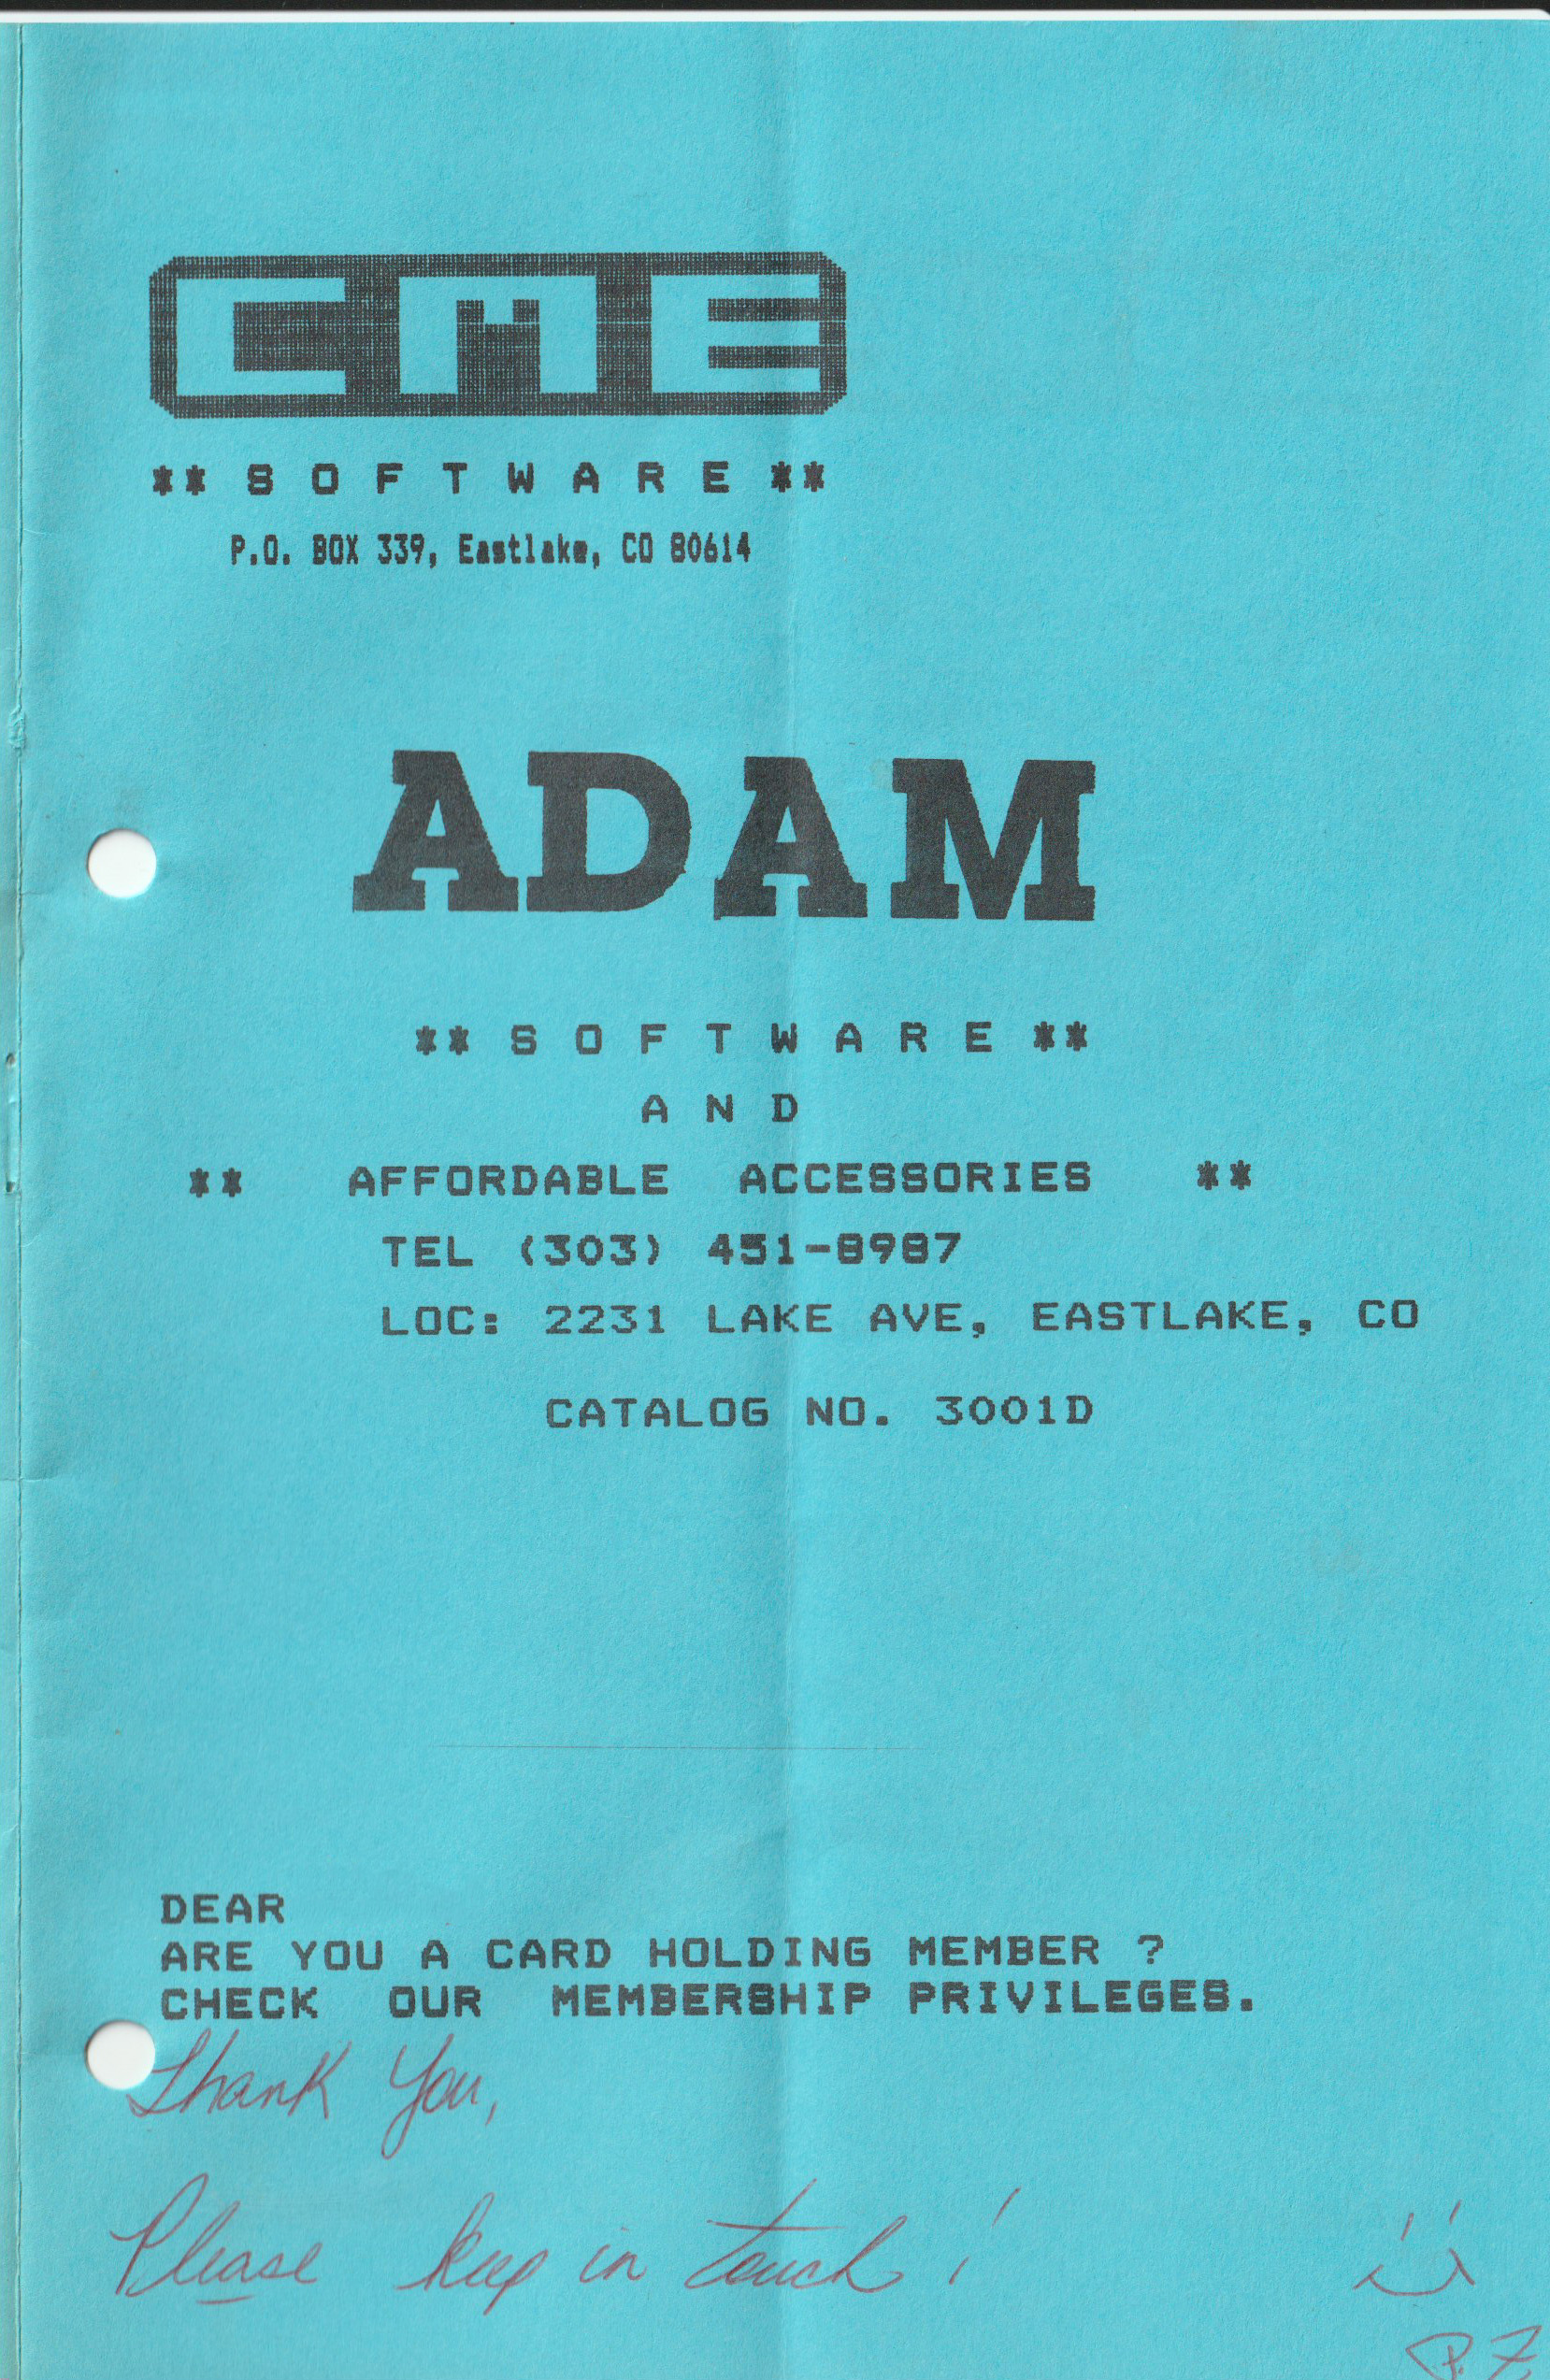 CME
** S O F T W A R E **
P.O. BOX 339, Eastlake, CO 80614
ADAM
** S O F T W A R E **
A N D
** AFFORDABLE ACCESSORIES **
TEL (303) 451-8987
LOC: 2231 LAKE AVE, EASTLAKE, CO
CATALOG NO. 3001D
DEAR
ARE YOU A CARD HOLDING MEMBER ?
CHECK OUR MEMBERSHIP PRIVILEGES.
Thank You,
Please keep in touch!